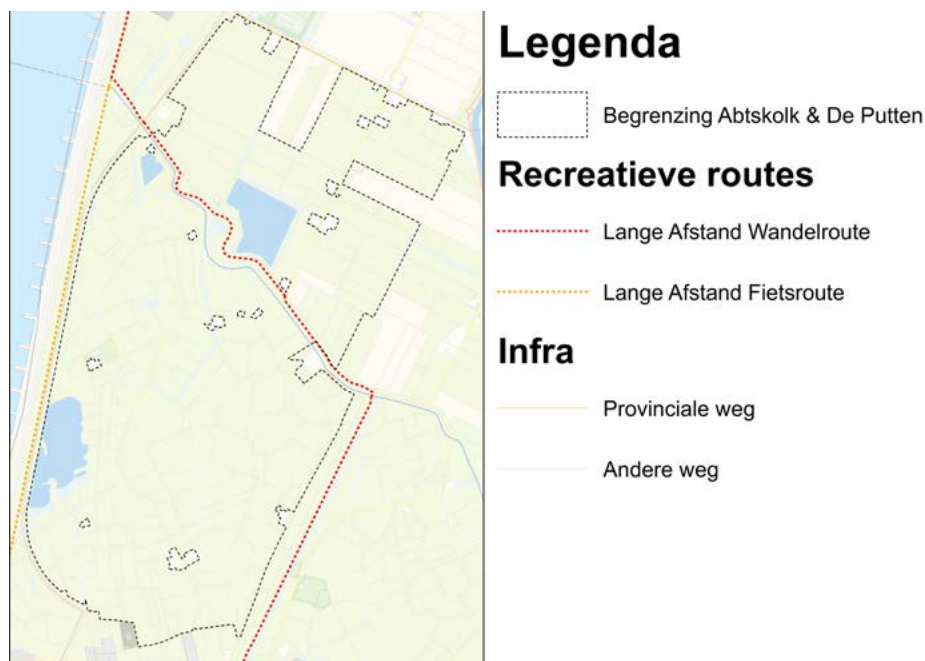 Legenda
Begrenzing Abtskolk & De Putten
Recreatieve routes
Lange Afstand Wandelroute
Lange Afstand Fietsroute
Infra
Provinciale weg
Andere weg